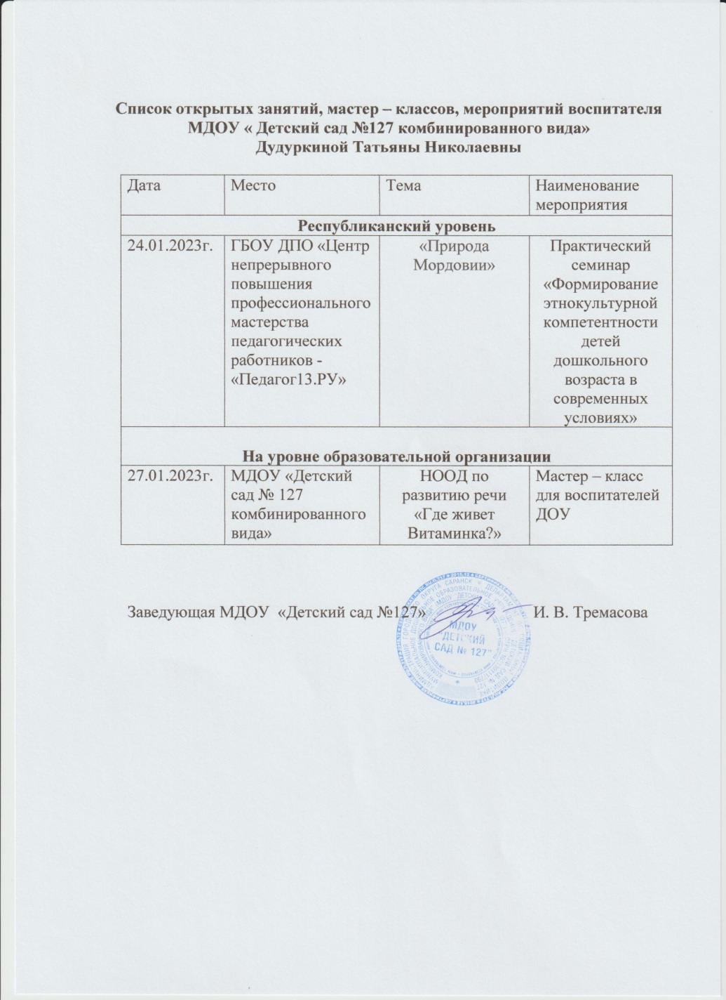 Список открытых занятий, мастер – классов, мероприятий воспитателя
МДОУ « Детский сад №127 комбинированного вида»
Дудуркиной Татьяны Николаевны
Дата
Место
Тема
Наименование
мероприятия
Республиканский уровень
24.01.2023г.
ГБОУ ДПО «Центр
непрерывного
повышения
профессионального
мастерства
педагогических
работников -
«Педагог13.РУ»
«Природа
Мордовии»
Практический
семинар
«Формирование
этнокультурной
компетентности
детей
дошкольного
возраста в
современных
условиях»
На уровне образовательной организации
27.01.2023г.
МДОУ «Детский
сад № 127
комбинированного
вида»
НООД по
развитию речи
«Где живет
Витаминка?»
Мастер – класс
для воспитателей
ДОУ
Заведующая МДОУ «Детский сад №127»
И. В. Тремасова
МДОУ
"ДЕТСКИЙ
САД № 127"